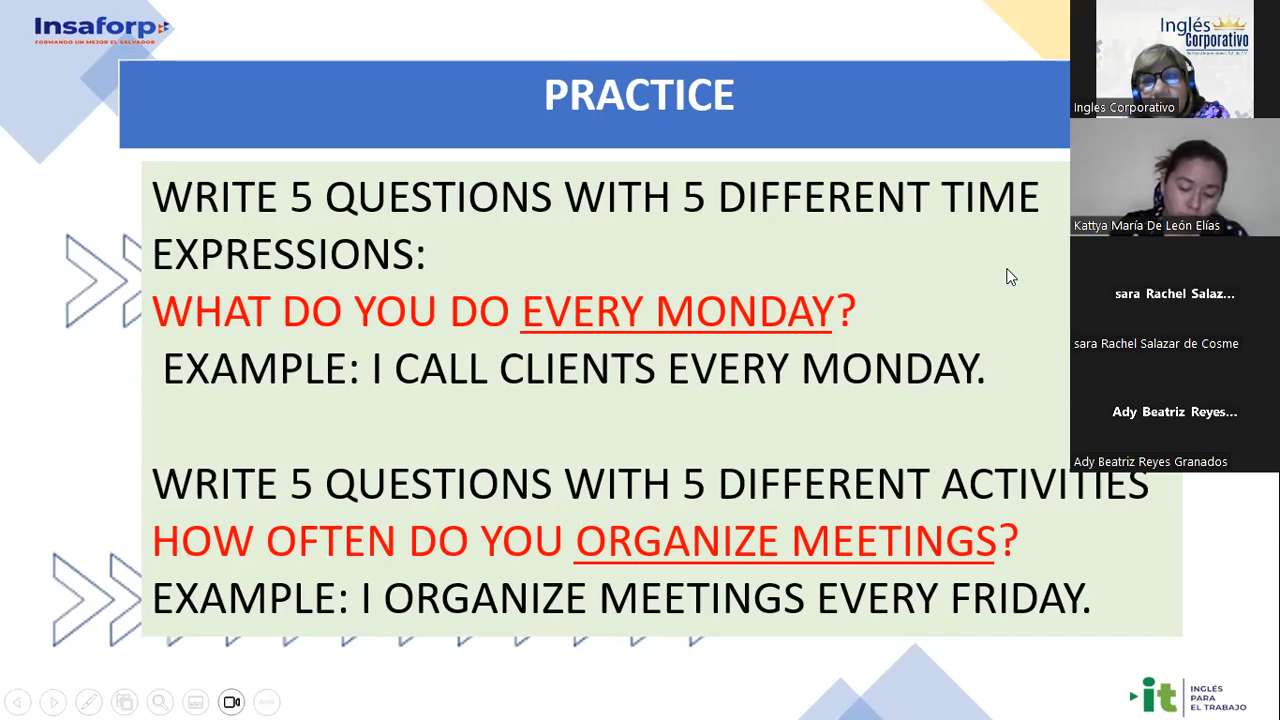 Insaforp
FORMANDO UN MEJOR EL SALVADOR
PRACTICE
WRITE 5 QUESTIONS WITH 5 DIFFERENT TIME
EXPRESSIONS:
WHAT DO YOU DO EVERY MONDAY?
EXAMPLE: I CALL CLIENTS EVERY MONDAY.
WRITE 5 QUESTIONS WITH 5 DIFFERENT ACTIVITIES
HOW OFTEN DO YOU ORGANIZE MEETINGS?
EXAMPLE: I ORGANIZE MEETINGS EVERY FRIDAY.
Inglés
Corporativo
Ingles Corporativo
Kattya María De León Elías
sara Rachel Salaz...
sara Rachel Salazar de Cosme
Ady Beatriz Reyes...
Ady Beatriz Reyes Granados
it
INGLÉS
PARA
EL TRABAJO